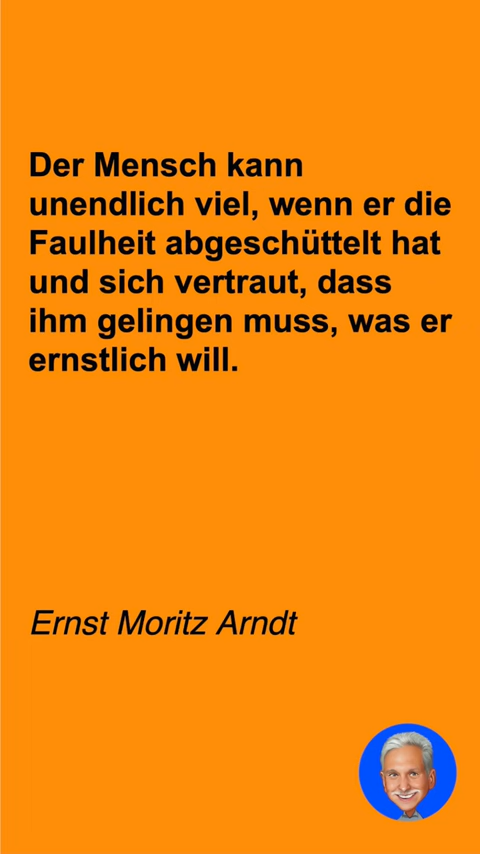 Der Mensch kann
unendlich viel, wenn er die
Faulheit abgeschüttelt hat
und sich vertraut, dass
ihm gelingen muss, was er
ernstlich will.
Ernst Moritz Arndt